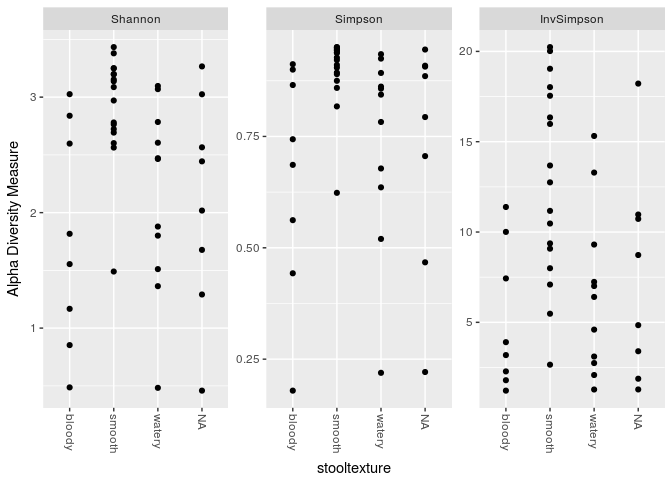 Shannon
Simpson
InvSimpson
Alpha Diversity Measure
3
2
1
0.75
0.50
0.25
20
15
10
5
bloody
smooth
watery
NA
bloody
smooth
watery
NA
bloody
smooth
watery
NA
stooltexture